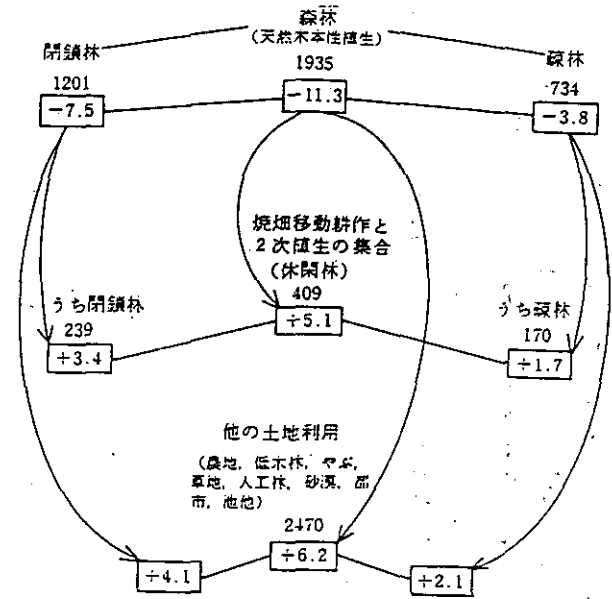 森林
(天然木本性植生)
閉鎖林
疎林
1201
1935
734
-7.5
-11.3
-3.8
焼畑移動耕作と
2次植生の集合
(休閑林)
409
+5.1
うち閉鎖林
239
+3.4
うち疎林
170
+1.7
他の土地利用
(農地, 低木林, やぶ,
草地, 人工林, 砂漠, 都
市, 池他)
2470
+6.2
+4.1
+2.1